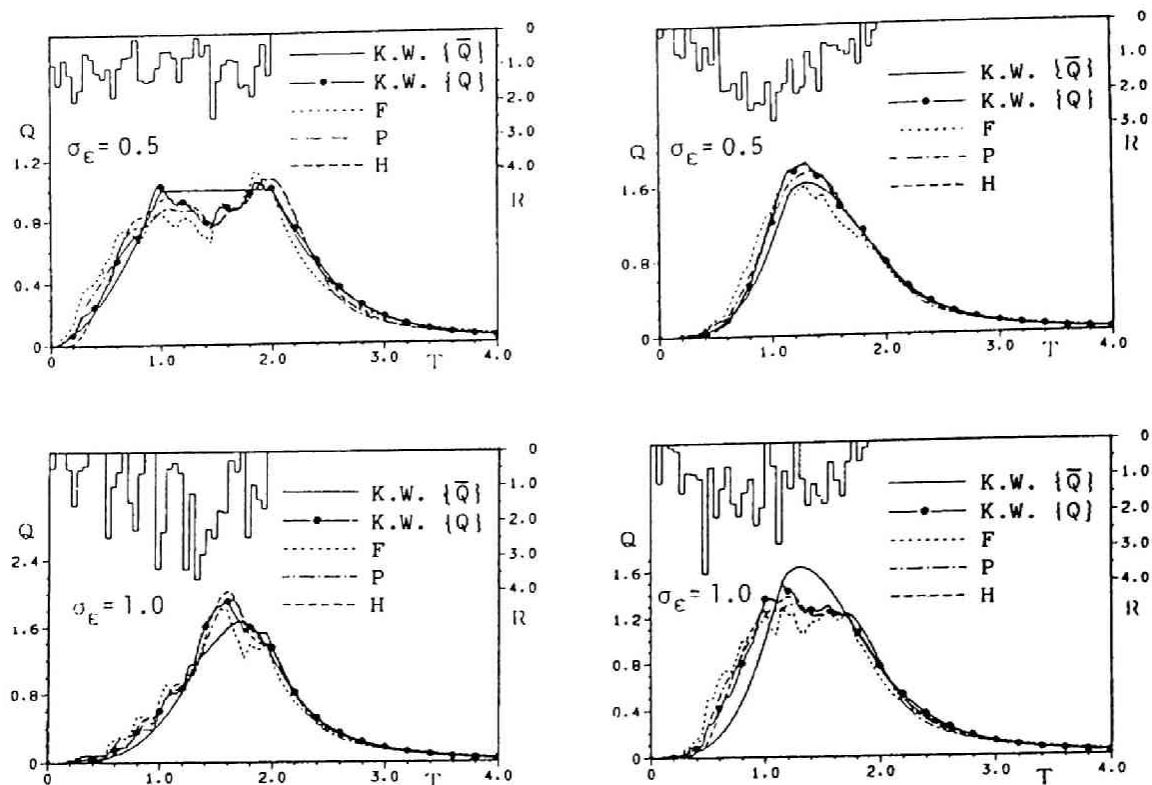 K.W. {Q̅}
K.W. {Q}
F
P
H
σε = 0.5
Q
1.2
0.8
0.4
0
0
1.0
2.0
3.0
4.0
R
0
1.0
2.0
3.0
4.0
T
K.W. {Q̅}
K.W. {Q}
F
P
H
σε = 0.5
Q
1.6
0.8
0
0
1.0
2.0
3.0
R
0
1.0
2.0
3.0
4.0
T
K.W. {Q̅}
K.W. {Q}
F
P
H
σε = 1.0
Q
2.4
1.6
0.8
0
0
1.0
2.0
3.0
4.0
R
0
1.0
2.0
3.0
4.0
T
K.W. {Q̅}
K.W. {Q}
F
P
H
σε = 1.0
Q
1.6
1.2
0.8
0.4
0
0
1.0
2.0
3.0
4.0
R
0
1.0
2.0
3.0
4.0
T